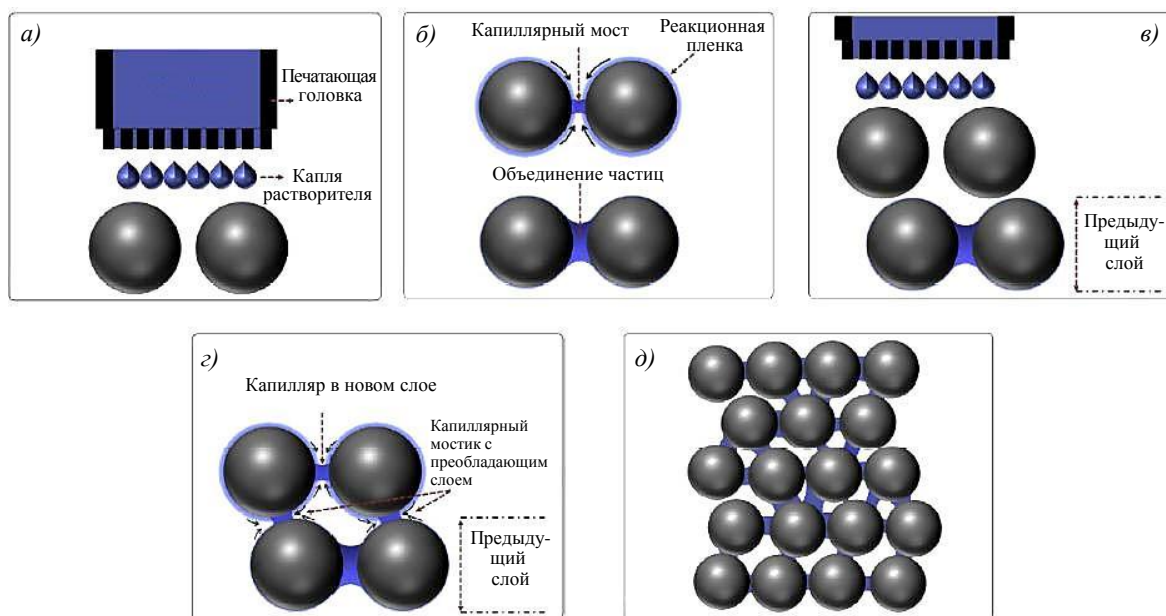 а)
Печатающая
головка
Капля
растворителя
б)
Капиллярный мост
Реакционная
пленка
Объединение частиц
в)
Предыду-
щий
слой
г)
Капилляр в новом слое
Капиллярный
мостик с
преобладающим
слоем
Предыду-
щий
слой
д)